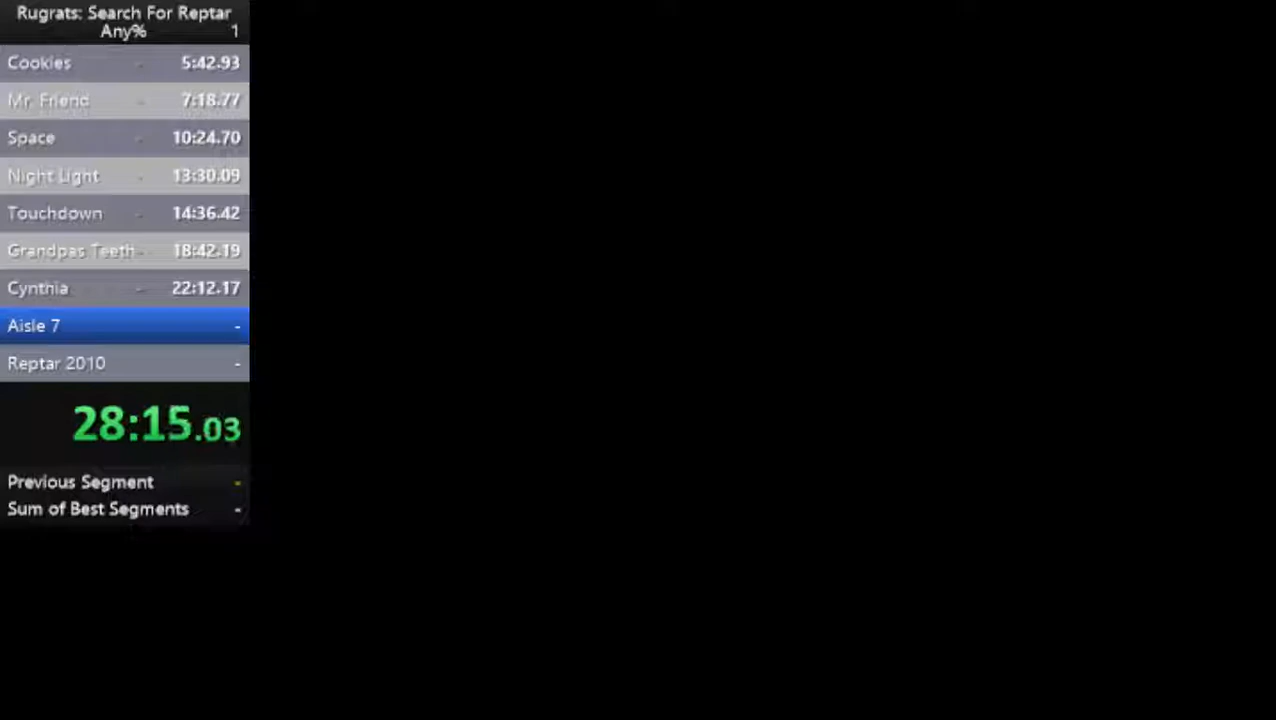 Rugrats: Search For Reptar
Any% 1
Cookies - 5:42.93
Mr. Friend - 7:18.77
Space - 10:24.70
Night Light - 13:30.09
Touchdown - 14:36.42
Grandpas Teeth - 18:42.19
Cynthia - 22:12.17
Aisle 7 -
Reptar 2010 -
28:15.03
Previous Segment -
Sum of Best Segments -